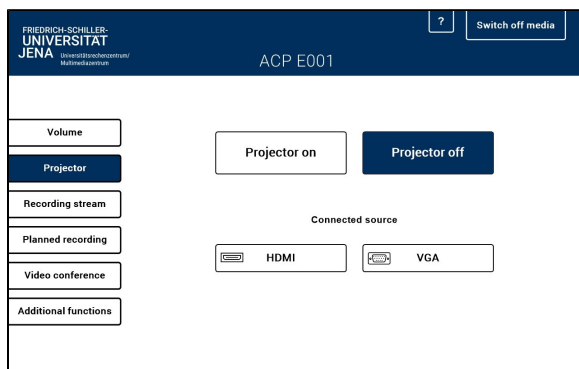 FRIEDRICH-SCHILLER-
UNIVERSITÄT
JENA Universitätsrechenzentrum/
Multimediazentrum
?
Switch off media
ACP E001
Volume
Projector
Recording stream
Planned recording
Video conference
Additional functions
Projector on
Projector off
Connected source
HDMI
VGA